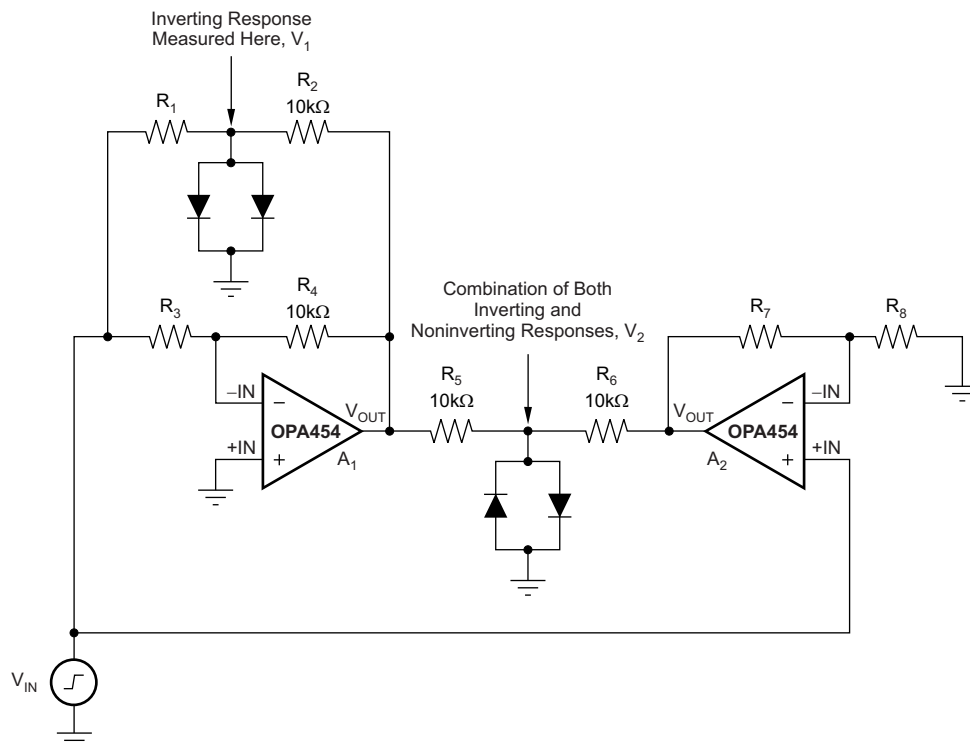 Inverting Response
Measured Here, V1
R2
10kΩ
R1
R4
10kΩ
R3
Combination of Both
Inverting and
Noninverting Responses, V2
R7
R8
−IN
−
OPA454
+IN
+
A1
VOUT
R5
10kΩ
R6
10kΩ
VOUT
−IN
−
OPA454
+IN
+
A2
VIN